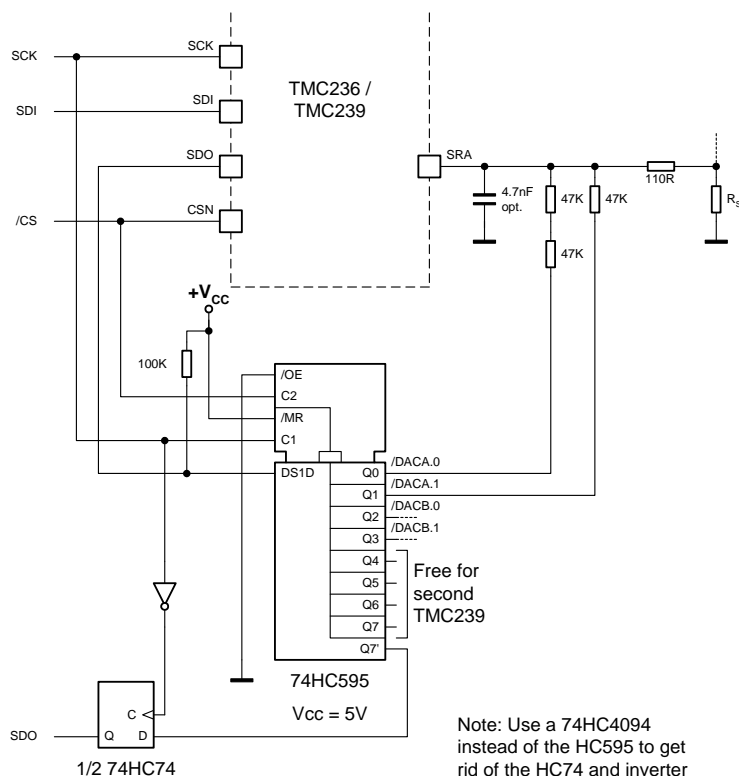 SCK
SCK
TMC236 /
TMC239
SDI
SDI
SDO
SRA
4.7nF
opt.
47K
47K
110R
R_S
/CS
CSN
47K
+V_CC
100K
/OE
C2
/MR
C1
DS1D
Q0
/DACA.0
Q1
/DACA.1
Q2
/DACB.0
Q3
/DACB.1
Q4
Q5
Q6
Q7
Free for
second
TMC239
Q7'
74HC595
Vcc = 5V
C
SDO
Q
D
1/2 74HC74
Note: Use a 74HC4094
instead of the HC595 to get
rid of the HC74 and inverter